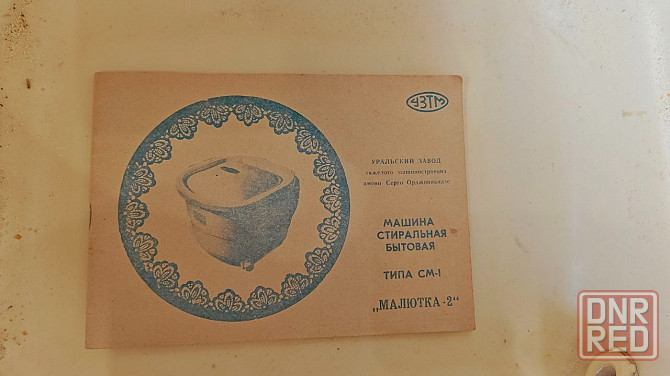 УЗТМ
УРАЛЬСКИЙ ЗАВОД
тяжелого машиностроения
имени Серго Орджоникидзе
МАШИНА
СТИРАЛЬНАЯ
БЫТОВАЯ
ТИПА СМ-1
„МАЛЮТКА-2“
DNR
RED